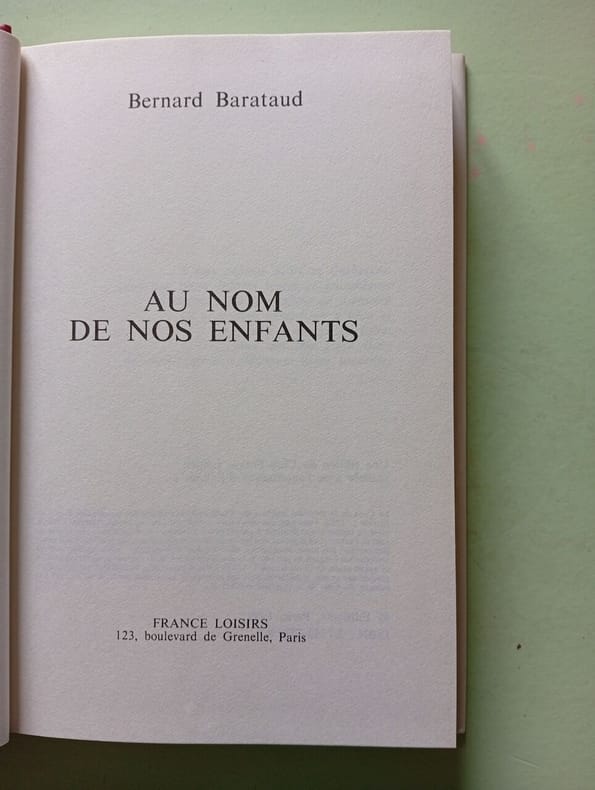 Bernard Barataud
AU NOM
DE NOS ENFANTS
FRANCE LOISIRS
123, boulevard de Grenelle, Paris